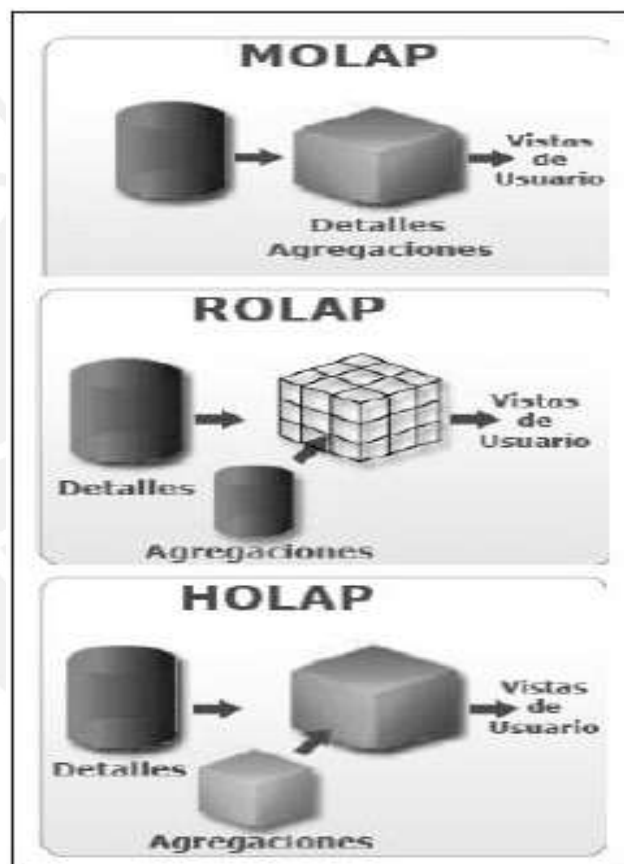 MOLAP
Vistas
de
Usuario
Detalles
Agregaciones
ROLAP
Vistas
de
Usuario
Detalles
Agregaciones
HOLAP
Vistas
de
Usuario
Detalles
Agregaciones